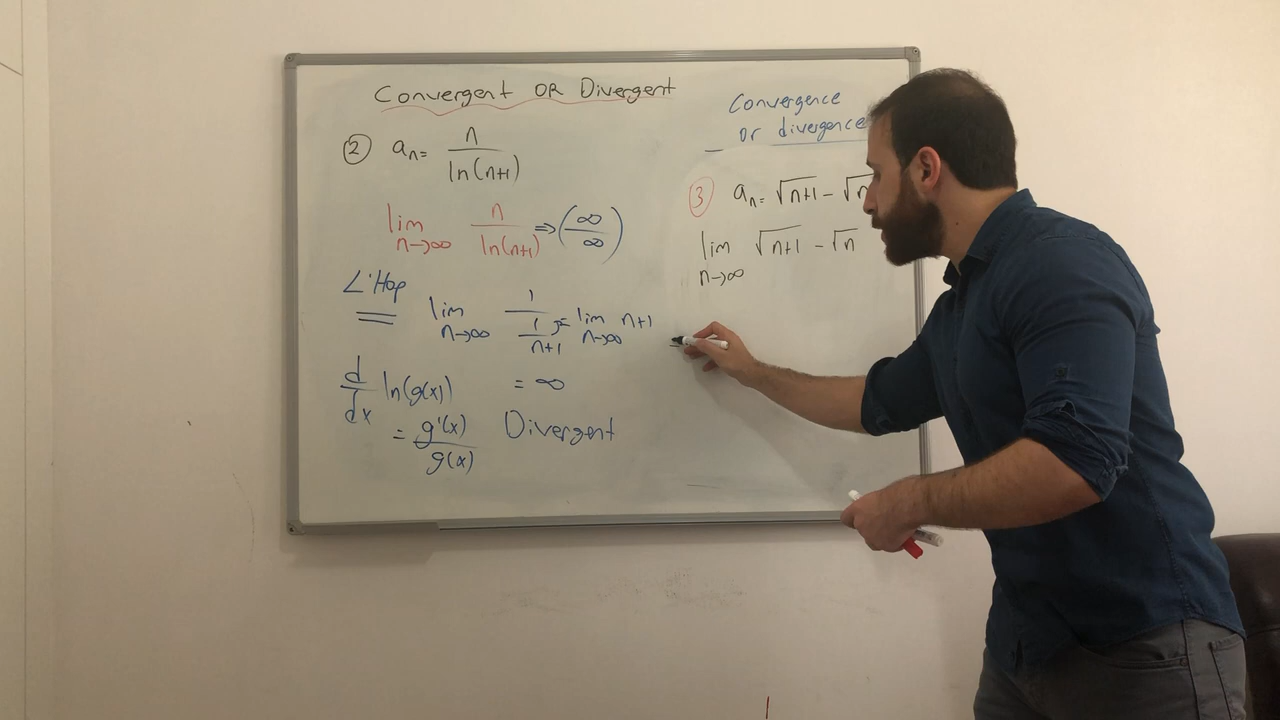 Convergent OR Divergent
② aₙ= n / ln(n+1)
lim n→∞ n / ln(n+1) ⇒ (∞/∞)
L'Hop
= lim n→∞ 1 / (1/(n+1)) = lim n→∞ n+1
d/dx ln(g(x))
= ∞
= g'(x) / g(x)
Divergent
Convergence
or divergence
③ aₙ= √n+1 - √n
lim n→∞ √n+1 - √n